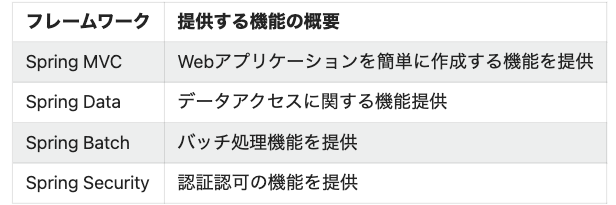 フレームワーク 提供する機能の概要
Spring MVC Webアプリケーションを簡単に作成する機能を提供
Spring Data データアクセスに関する機能提供
Spring Batch バッチ処理機能を提供
Spring Security 認証認可の機能を提供